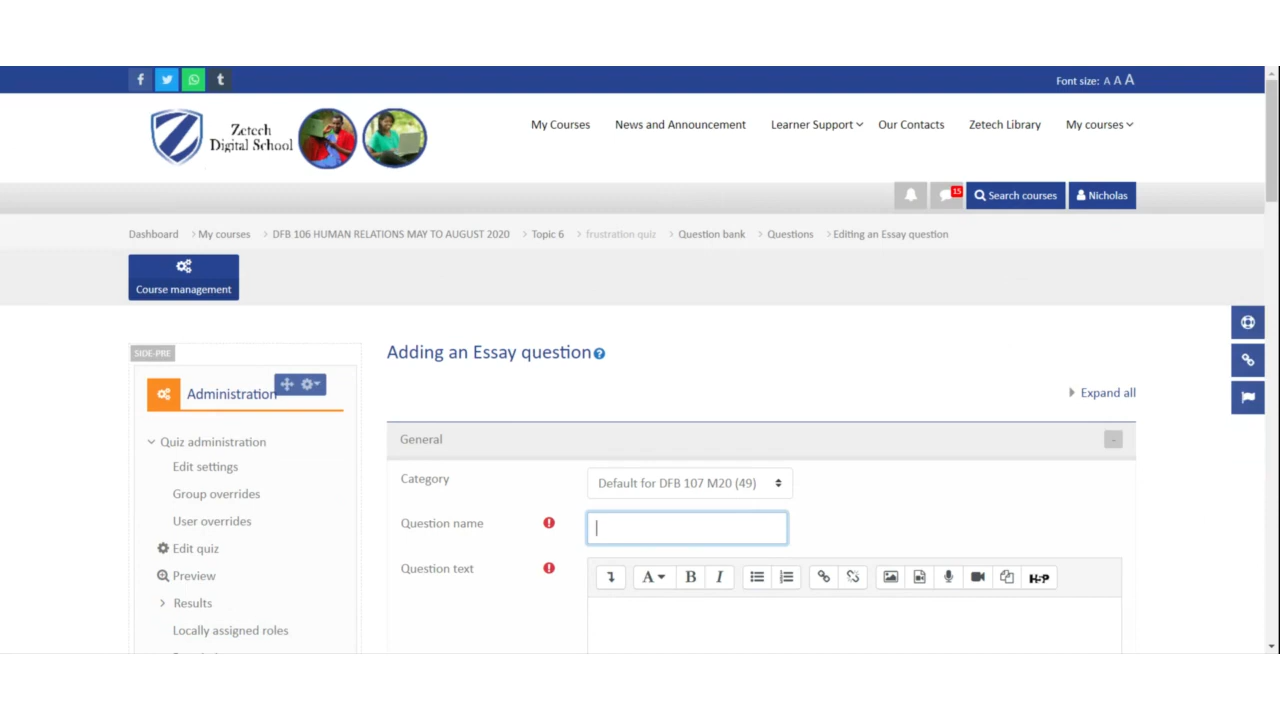 f t
Font size: A A A
Zetech
Digital School
My Courses News and Announcement Learner Support Our Contacts Zetech Library My courses
15 Search courses Nicholas
Dashboard > My courses > DFB 106 HUMAN RELATIONS MAY TO AUGUST 2020 > Topic 6 > frustration quiz > Question bank > Questions > Editing an Essay question
Course management
SIDE-PRE
Adding an Essay question ?
Administration
Expand all
General -
Quiz administration
Edit settings
Group overrides
User overrides
Edit quiz
Preview
Results
Locally assigned roles
Category Default for DFB 107 M20 (49)
Question name !
Question text !
A B I H-P